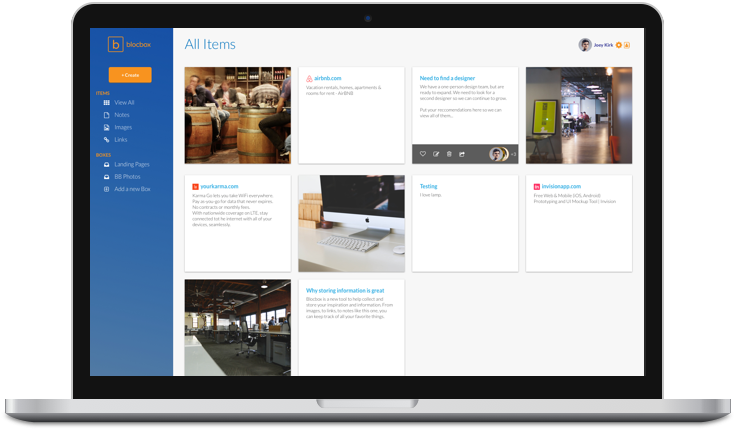 blocbox
All Items
Joey Kirk
+ Create
ITEMS
View All
Notes
Images
Links
BOXES
Landing Pages
BB Photos
Add a new Box
airbnb.com
Vacation rentals, homes, apartments &
rooms for rent - AirBNB
Need to find a designer
We have a one-person design team, but are
ready to expand. We need to look for a
second designer so we can continue to grow.
Put your reccomendations here so we can
view all of them...
+3
yourkarma.com
Karma Go lets you take WiFi everywhere.
Pay as you go for data that never expires.
No contracts or monthly fees.
With nationwide coverage on LTE, stay
connected tot he internet with all of your
devices, seamlessly.
Testing
I love Ipmp.
in invisionapp.com
Free Web & Mobile (iOS, Android)
Prototyping and UI Mockup Tool | Invision
Why storing information is great
Blocbox is a new tool to help collect and
store your inspiration and information. From
images, to links, to notes like this one, you
can keep track of all your favorite things.